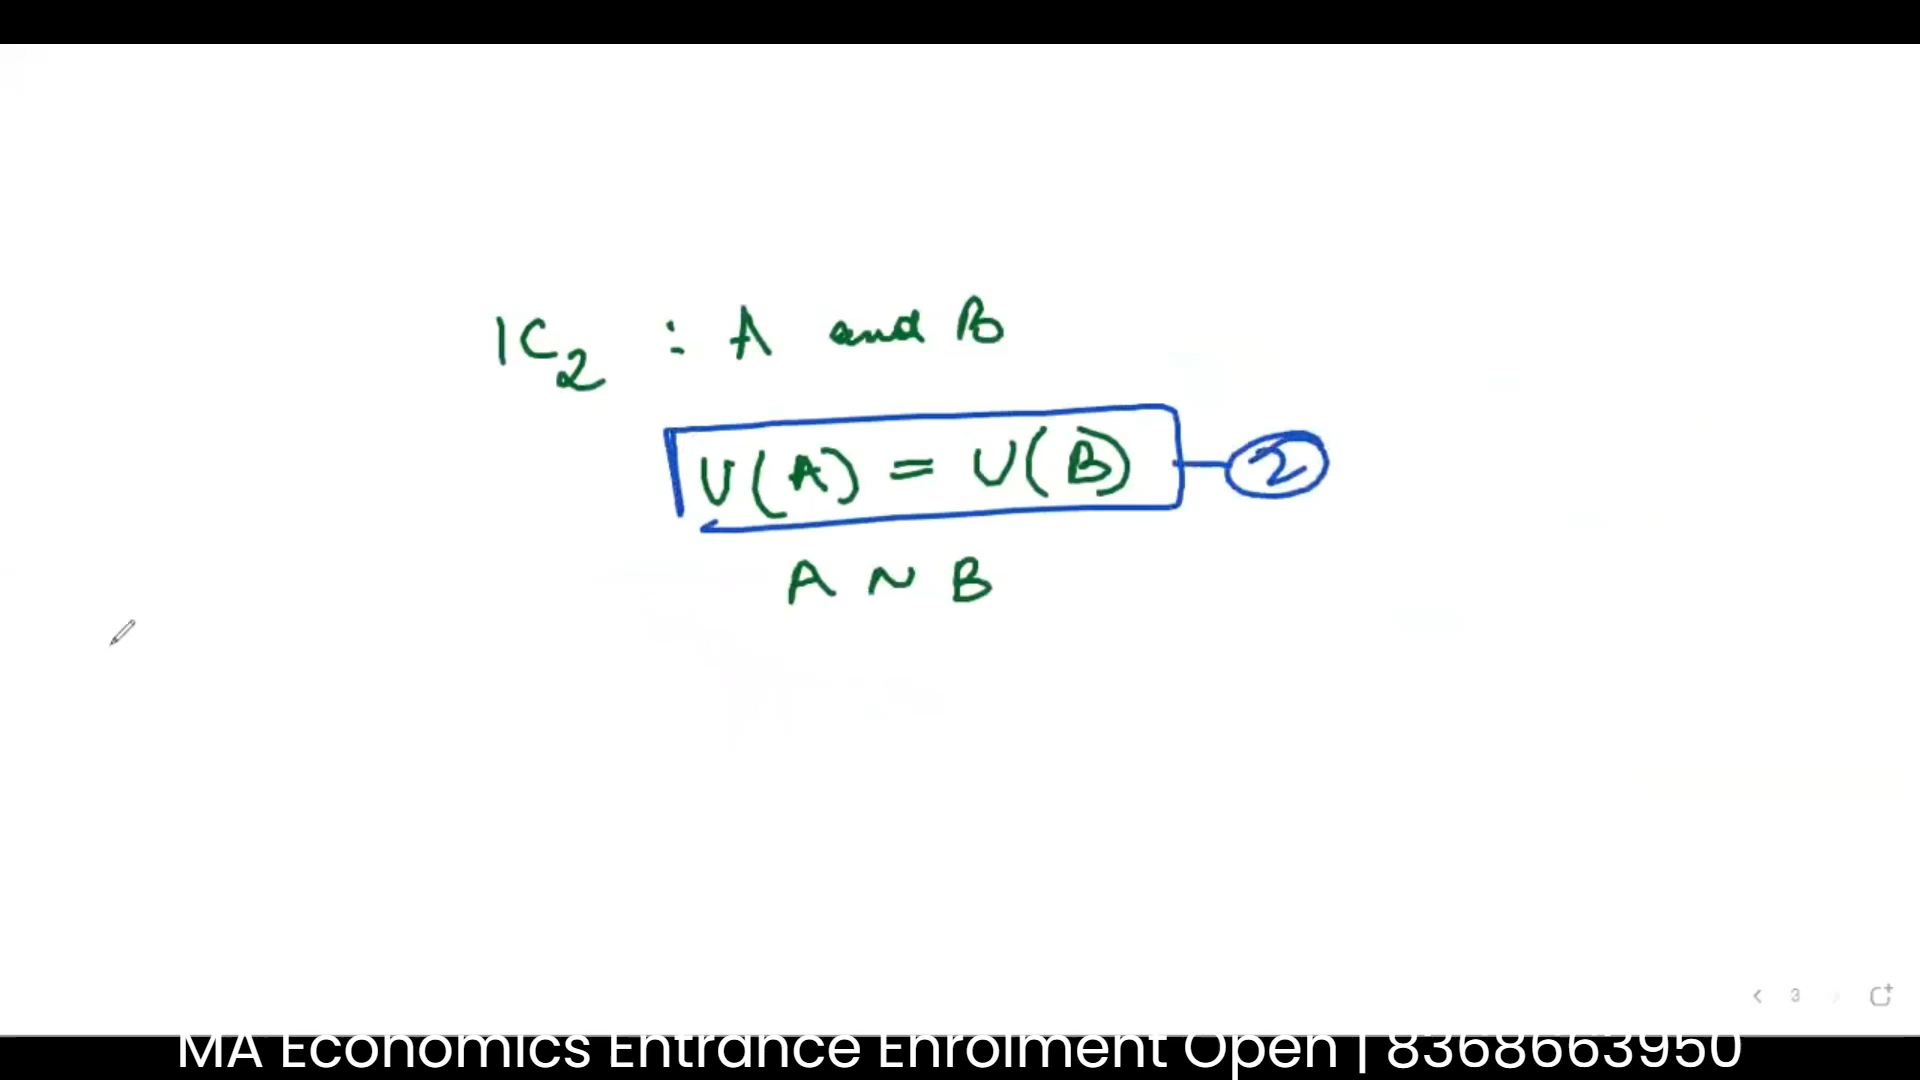 IC₂ : A and B
U(A) = U(B) 2
A ~ B
3
MA Economics Entrance Enrolment Open | 8368663950